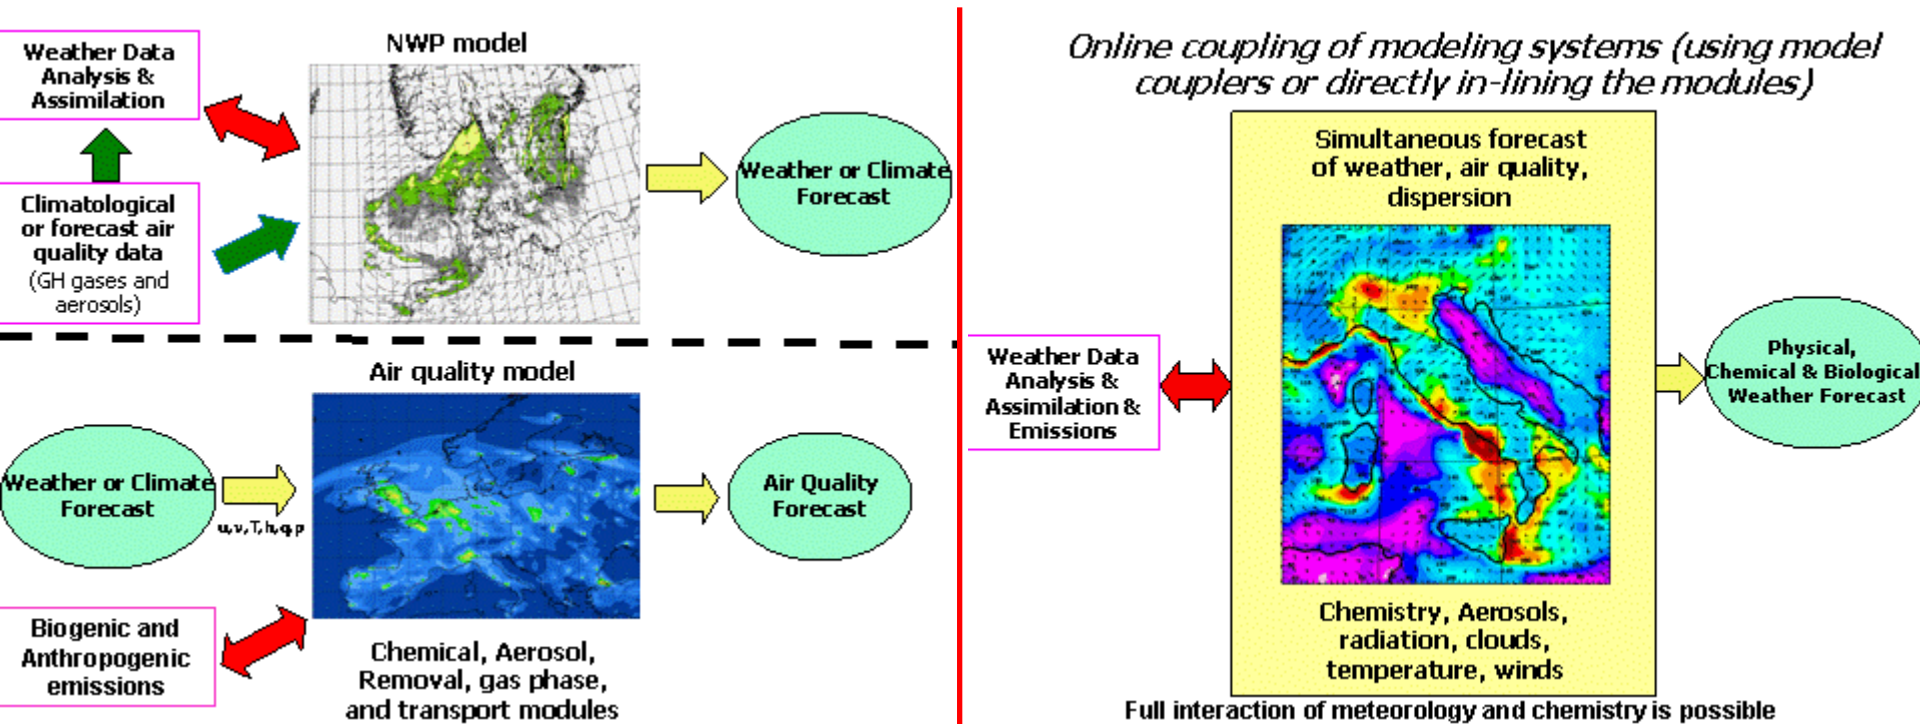 Weather Data
Analysis &
Assimilation
NWP model
Climatological
or forecast air
quality data
(GH gases and
aerosols)
Weather or Climate
Forecast
Air quality model
Weather or Climate
Forecast
u,v,T,h,q,p
Air Quality
Forecast
Biogenic and
Anthropogenic
emissions
Chemical, Aerosol,
Removal, gas phase,
and transport modules
Online coupling of modeling systems (using model
couplers or directly in-lining the modules)
Simultaneous forecast
of weather, air quality,
dispersion
Weather Data
Analysis &
Assimilation &
Emissions
Physical,
Chemical & Biological
Weather Forecast
Chemistry, Aerosols,
radiation, clouds,
temperature, winds
Full interaction of meteorology and chemistry is possible